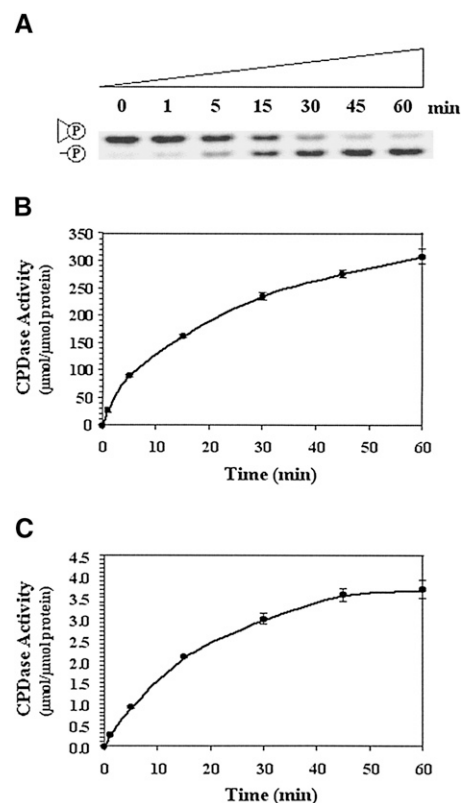 A
0 1 5 15 30 45 60 min
P
P
B
350
300
250
200
150
100
50
0
CPDase Activity
(μmol/μmol protein)
0 10 20 30 40 50 60
Time (min)
C
4.5
4.0
3.5
3.0
2.5
2.0
1.5
1.0
0.5
0.0
CPDase Activity
(μmol/μmol protein)
0 10 20 30 40 50 60
Time (min)